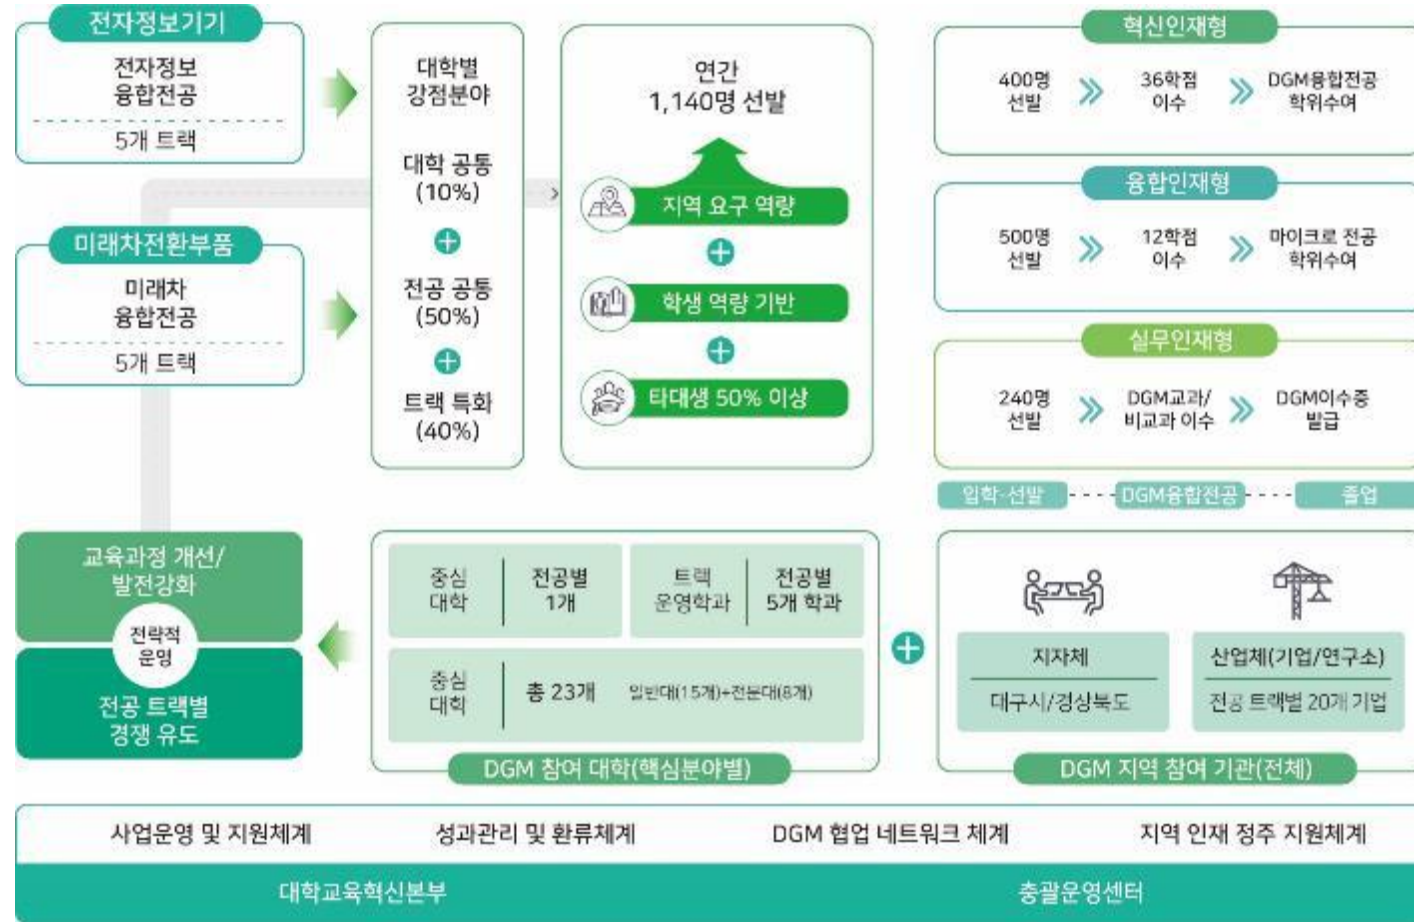 전자정보기기
전자정보
융합전공
5개 트랙
미래차전환부품
미래차
융합전공
5개 트랙
대학별
강점분야
대학 공통
(10%)
전공 공통
(50%)
트랙 특화
(40%)
연간
1,140명 선발
지역 요구 역량
학생 역량 기반
타대생 50% 이상
혁신인재형
400명
선발
36학점
이수
DGM융합전공
학위수여
융합인재형
500명
선발
12학점
이수
마이크로 전공
학위수여
실무인재형
240명
선발
DGM교과/
비교과 이수
DGM이수증
발급
입학·선발
DGM융합전공
졸업
교육과정 개선/
발전강화
전략적
운영
전공 트랙별
경쟁 유도
중심
대학
전공별
1개
트랙
운영학과
전공별
5개 학과
중심
대학
총 23개
일반대(15개)+전문대(8개)
DGM 참여 대학(핵심분야별)
지자체
대구시/경상북도
산업체(기업/연구소)
전공 트랙별 20개 기업
DGM 지역 참여 기관(전체)
사업운영 및 지원체계
성과관리 및 환류체계
DGM 협업 네트워크 체계
지역 인재 정주 지원체계
대학교육혁신본부
총괄운영센터